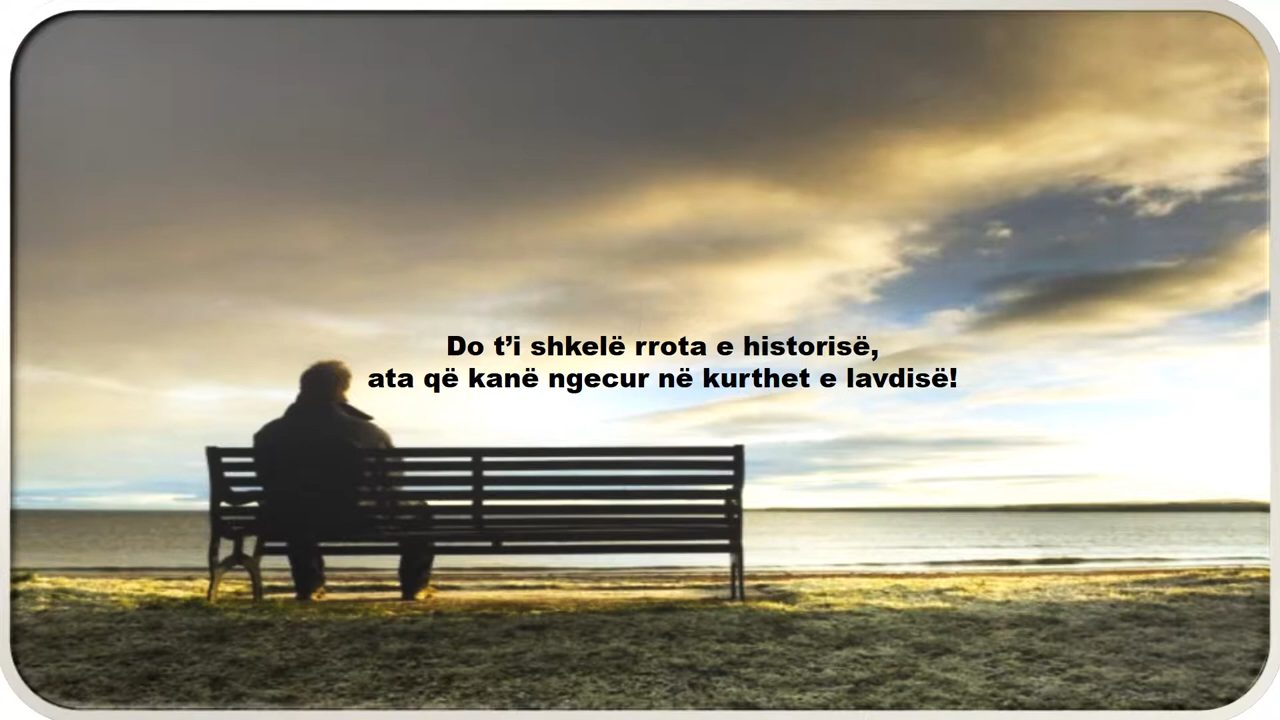 Do t’i shkelë rrota e historisë,
ata që kanë ngecur në kurthet e lavdisë!